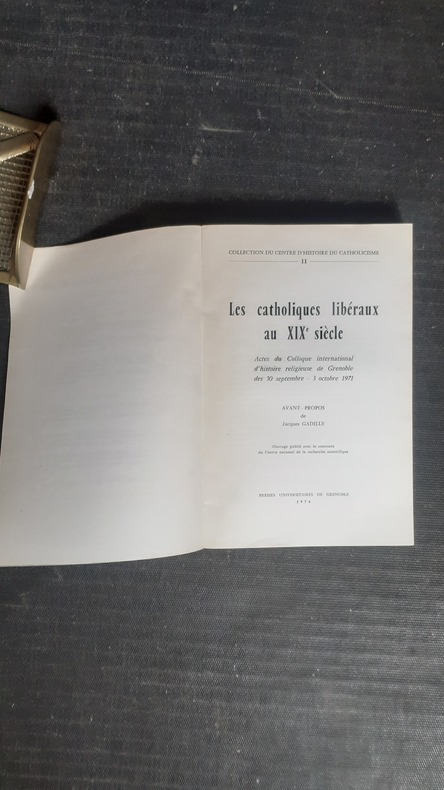 COLLECTION DU CENTRE D'HISTOIRE DU CATHOLICISME
11
Les catholiques libéraux
au XIXe siècle
Actes du Colloque international
d'histoire religieuse de Grenoble
des 30 septembre - 3 octobre 1971
AVANT-PROPOS
de
Jacques GADILLE
Ouvrage publié avec le concours
du Centre national de la recherche scientifique
PRESSES UNIVERSITAIRES DE GRENOBLE
1974